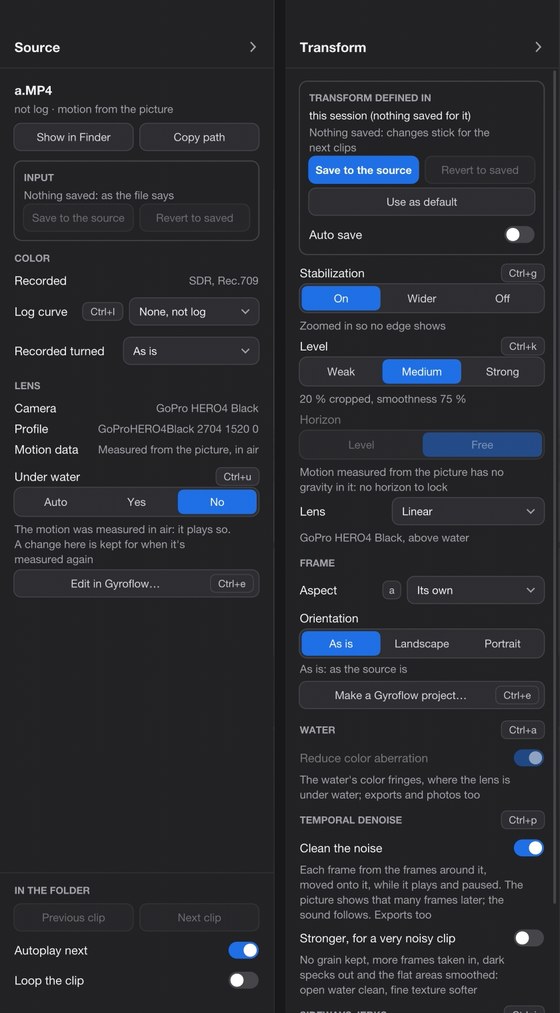 Source
a.MP4
not log · motion from the picture
Show in Finder
Copy path
INPUT
Nothing saved: as the file says
Save to the source
Revert to saved
COLOR
Recorded
SDR, Rec.709
Log curve
Ctrl+l
None, not log
Recorded turned
As is
LENS
Camera
GoPro HERO4 Black
Profile
GoProHERO4Black 2704 1520 0
Motion data
Measured from the picture, in air
Under water
Ctrl+u
Auto
Yes
No
The motion was measured in air: it plays so.
A change here is kept for when it's
measured again
Edit in Gyroflow…
Ctrl+e
IN THE FOLDER
Previous clip
Next clip
Autoplay next
Loop the clip
Transform
TRANSFORM DEFINED IN
this session (nothing saved for it)
Nothing saved: changes stick for the
next clips
Save to the source
Revert to saved
Use as default
Auto save
Stabilization
Ctrl+g
On
Wider
Off
Zoomed in so no edge shows
Level
Ctrl+k
Weak
Medium
Strong
20 % cropped, smoothness 75 %
Horizon
Level
Free
Motion measured from the picture has no
gravity in it: no horizon to lock
Lens
Linear
GoPro HERO4 Black, above water
FRAME
Aspect
a
Its own
Orientation
As is
Landscape
Portrait
As is: as the source is
Make a Gyroflow project…
Ctrl+e
WATER
Ctrl+a
Reduce color aberration
The water's color fringes, where the lens is
under water; exports and photos too
TEMPORAL DENOISE
Ctrl+p
Clean the noise
Each frame from the frames around it,
moved onto it, while it plays and paused. The
picture shows that many frames later; the
sound follows. Exports too
Stronger, for a very noisy clip
No grain kept, more frames taken in, dark
specks out and the flat areas smoothed:
open water clean, fine texture softer